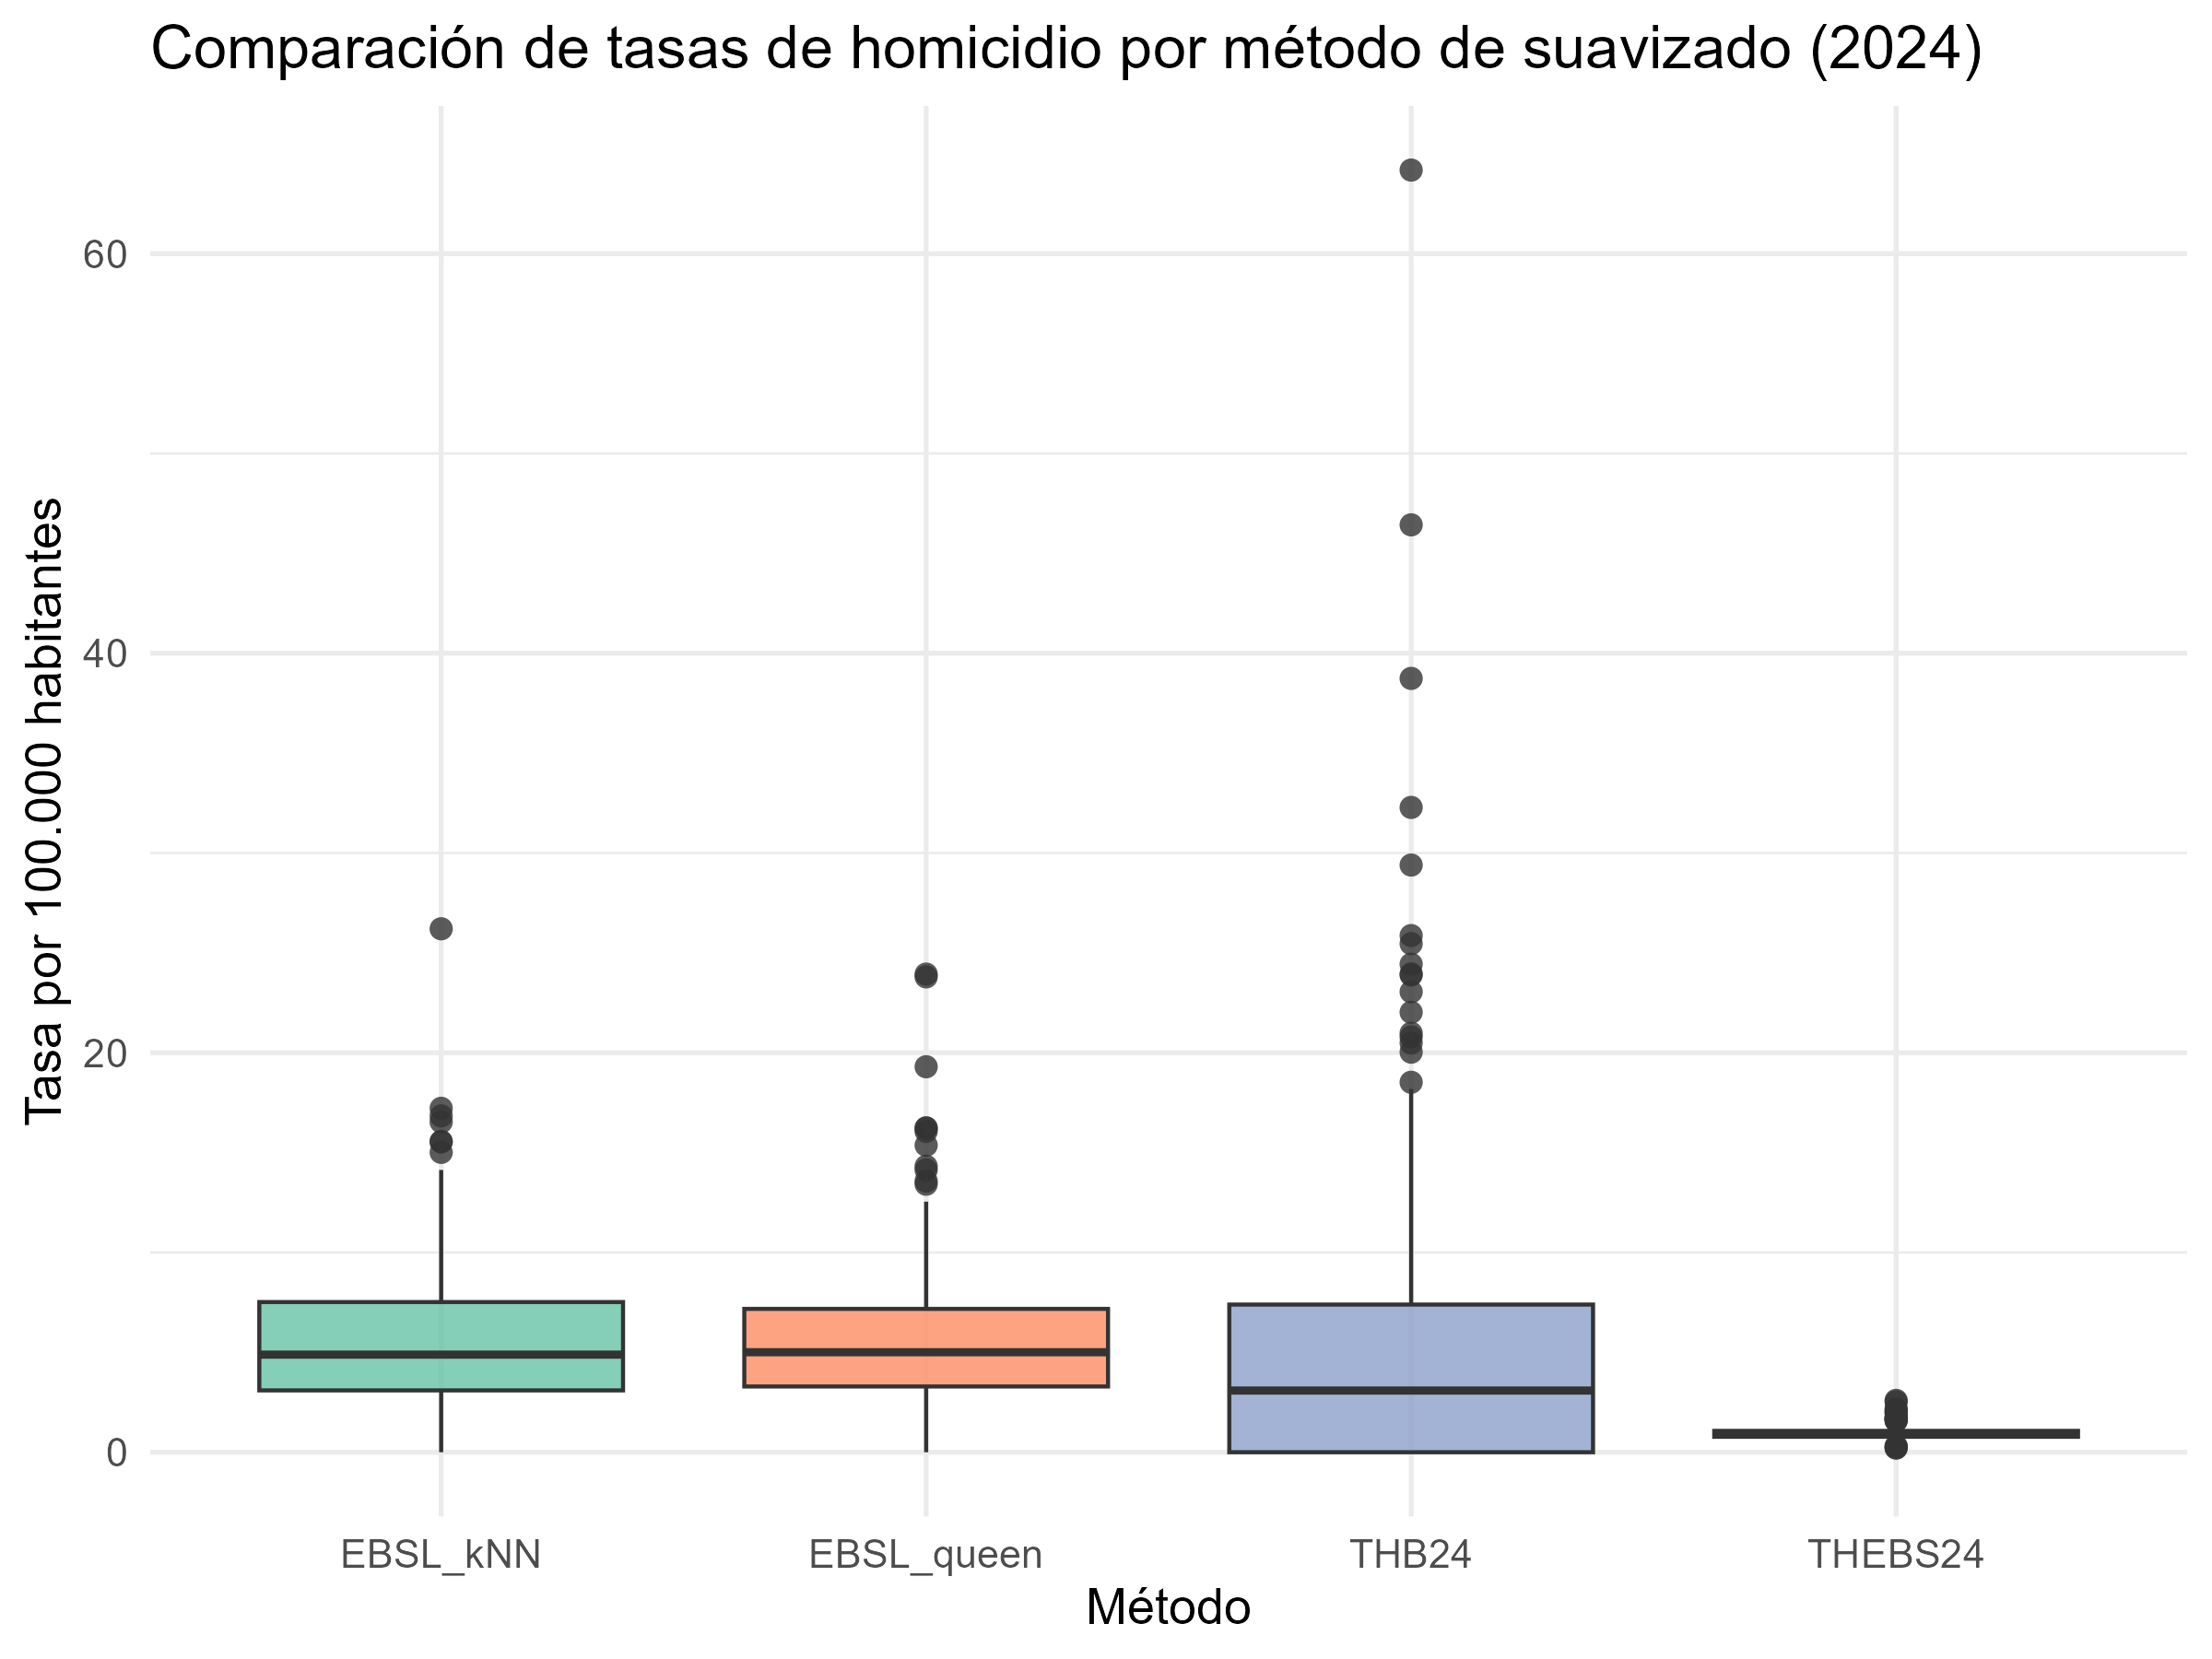 Comparación de tasas de homicidio por método de suavizado (2024)
Tasa por 100.000 habitantes
60
40
20
0
EBSL_kNN
EBSL_queen
THB24
THEBS24
Método